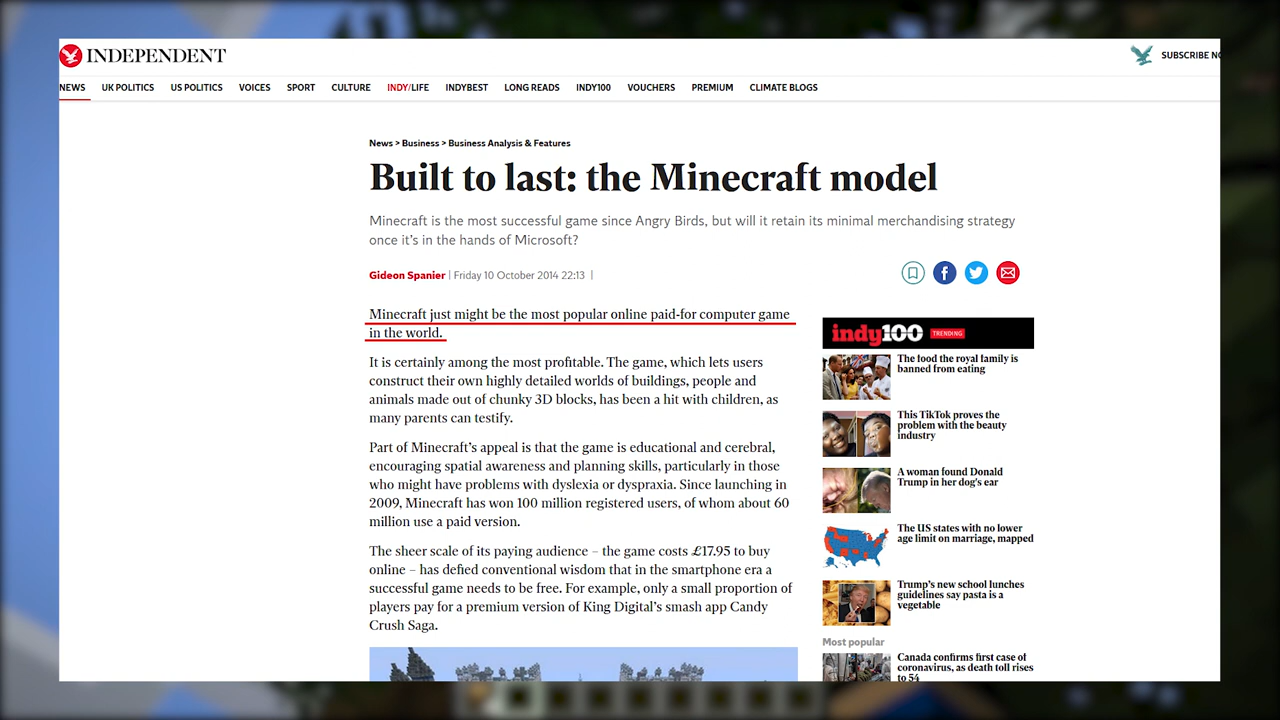 INDEPENDENT
SUBSCRIBE
NEWS UK POLITICS US POLITICS VOICES SPORT CULTURE INDY/LIFE INDYBEST LONG READS INDY100 VOUCHERS PREMIUM CLIMATE BLOGS
News > Business > Business Analysis & Features
Built to last: the Minecraft model
Minecraft is the most successful game since Angry Birds, but will it retain its minimal merchandising strategy
once it's in the hands of Microsoft?
Gideon Spanier | Friday 10 October 2014 22:13 |
Minecraft just might be the most popular online paid-for computer game
in the world.
It is certainly among the most profitable. The game, which lets users
construct their own highly detailed worlds of buildings, people and
animals made out of chunky 3D blocks, has been a hit with children, as
many parents can testify.
Part of Minecraft's appeal is that the game is educational and cerebral,
encouraging spatial awareness and planning skills, particularly in those
who might have problems with dyslexia or dyspraxia. Since launching in
2009, Minecraft has won 100 million registered users, of whom about 60
million use a paid version.
The sheer scale of its paying audience – the game costs £17.95 to buy
online – has defied conventional wisdom that in the smartphone era a
successful game needs to be free. For example, only a small proportion of
players pay for a premium version of King Digital's smash app Candy
Crush Saga.
indy100 TRENDING
The food the royal family is
banned from eating
This TikTok proves the
problem with the beauty
industry
A woman found Donald
Trump in her dog's ear
The US states with no lower
age limit on marriage, mapped
Trump's new school lunches
guidelines say pasta is a
vegetable
Most popular
Canada confirms first case of
coronavirus, as death toll rises
to 54